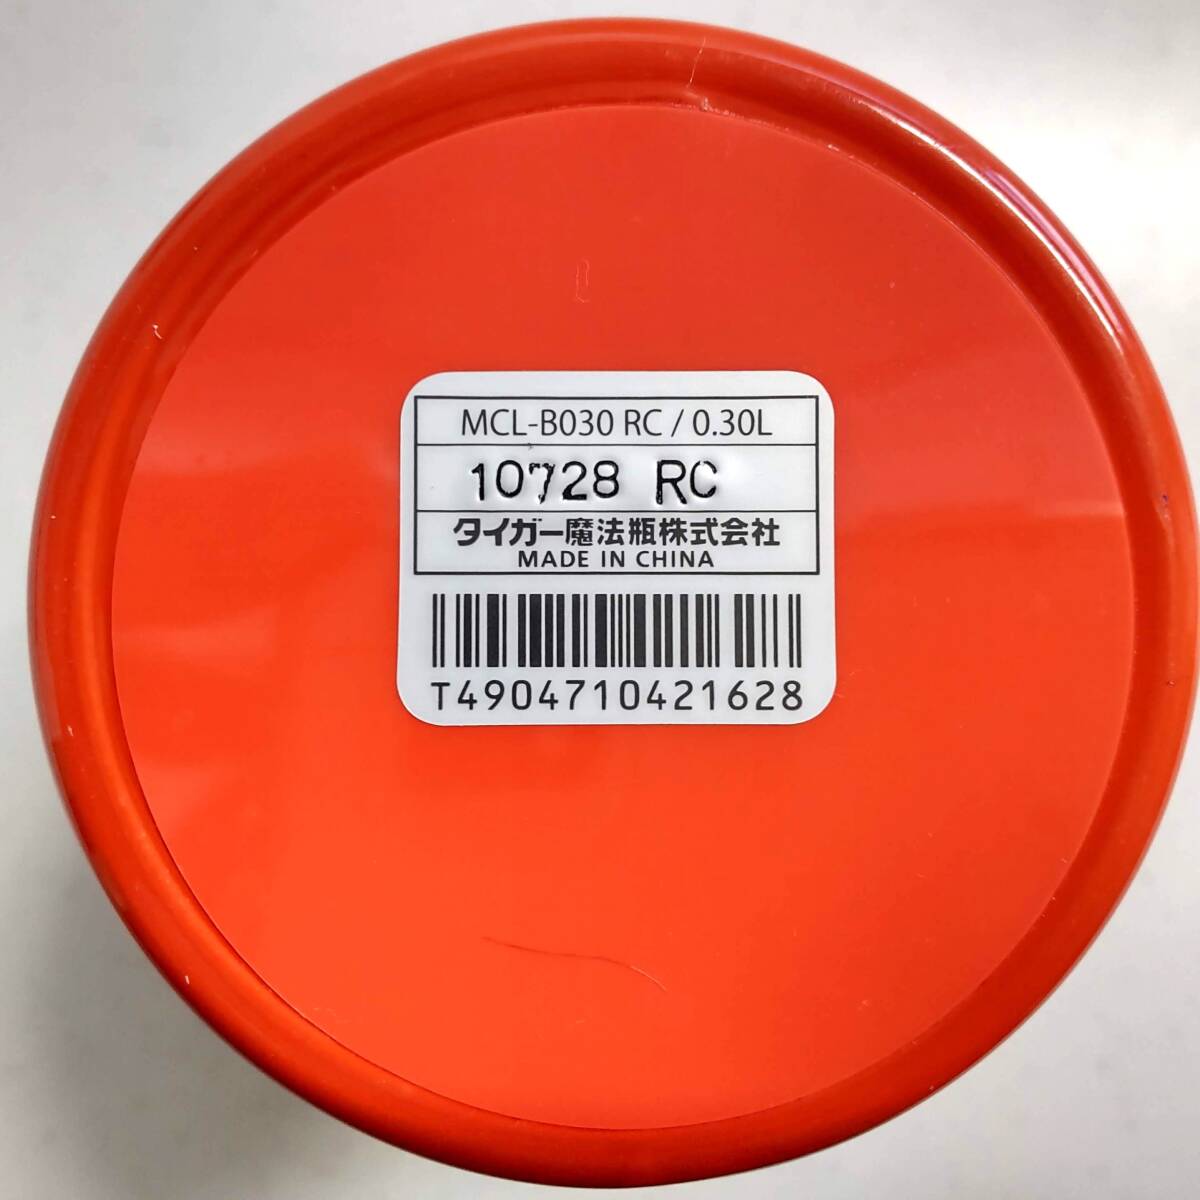 MCL-B030 RC / 0.30L
10728 RC
タイガー魔法瓶株式会社
MADE IN CHINA
T4904710421628